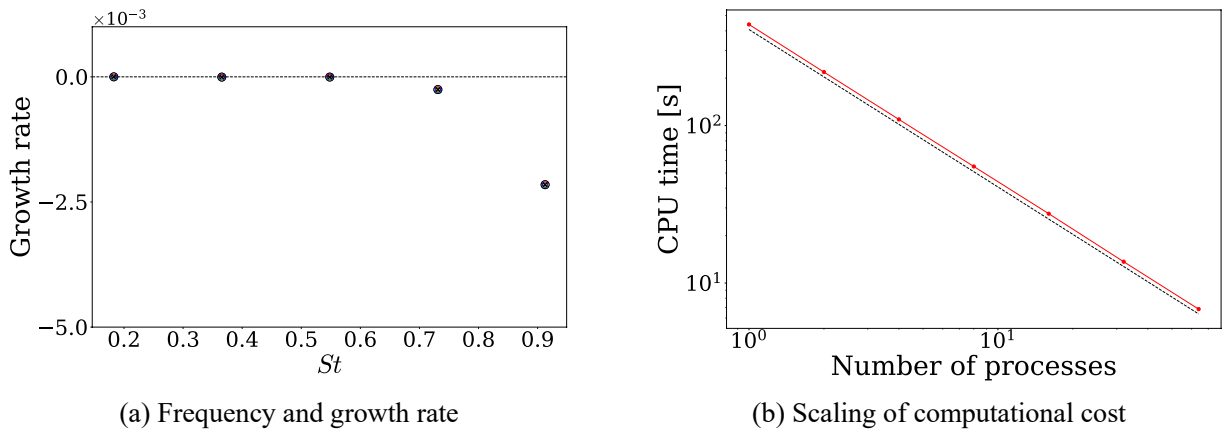 ×10⁻³
0.0
−2.5
−5.0
Growth rate
0.2 0.3 0.4 0.5 0.6 0.7 0.8 0.9
St
(a) Frequency and growth rate
10²
10¹
CPU time [s]
10⁰ 10¹
Number of processes
(b) Scaling of computational cost